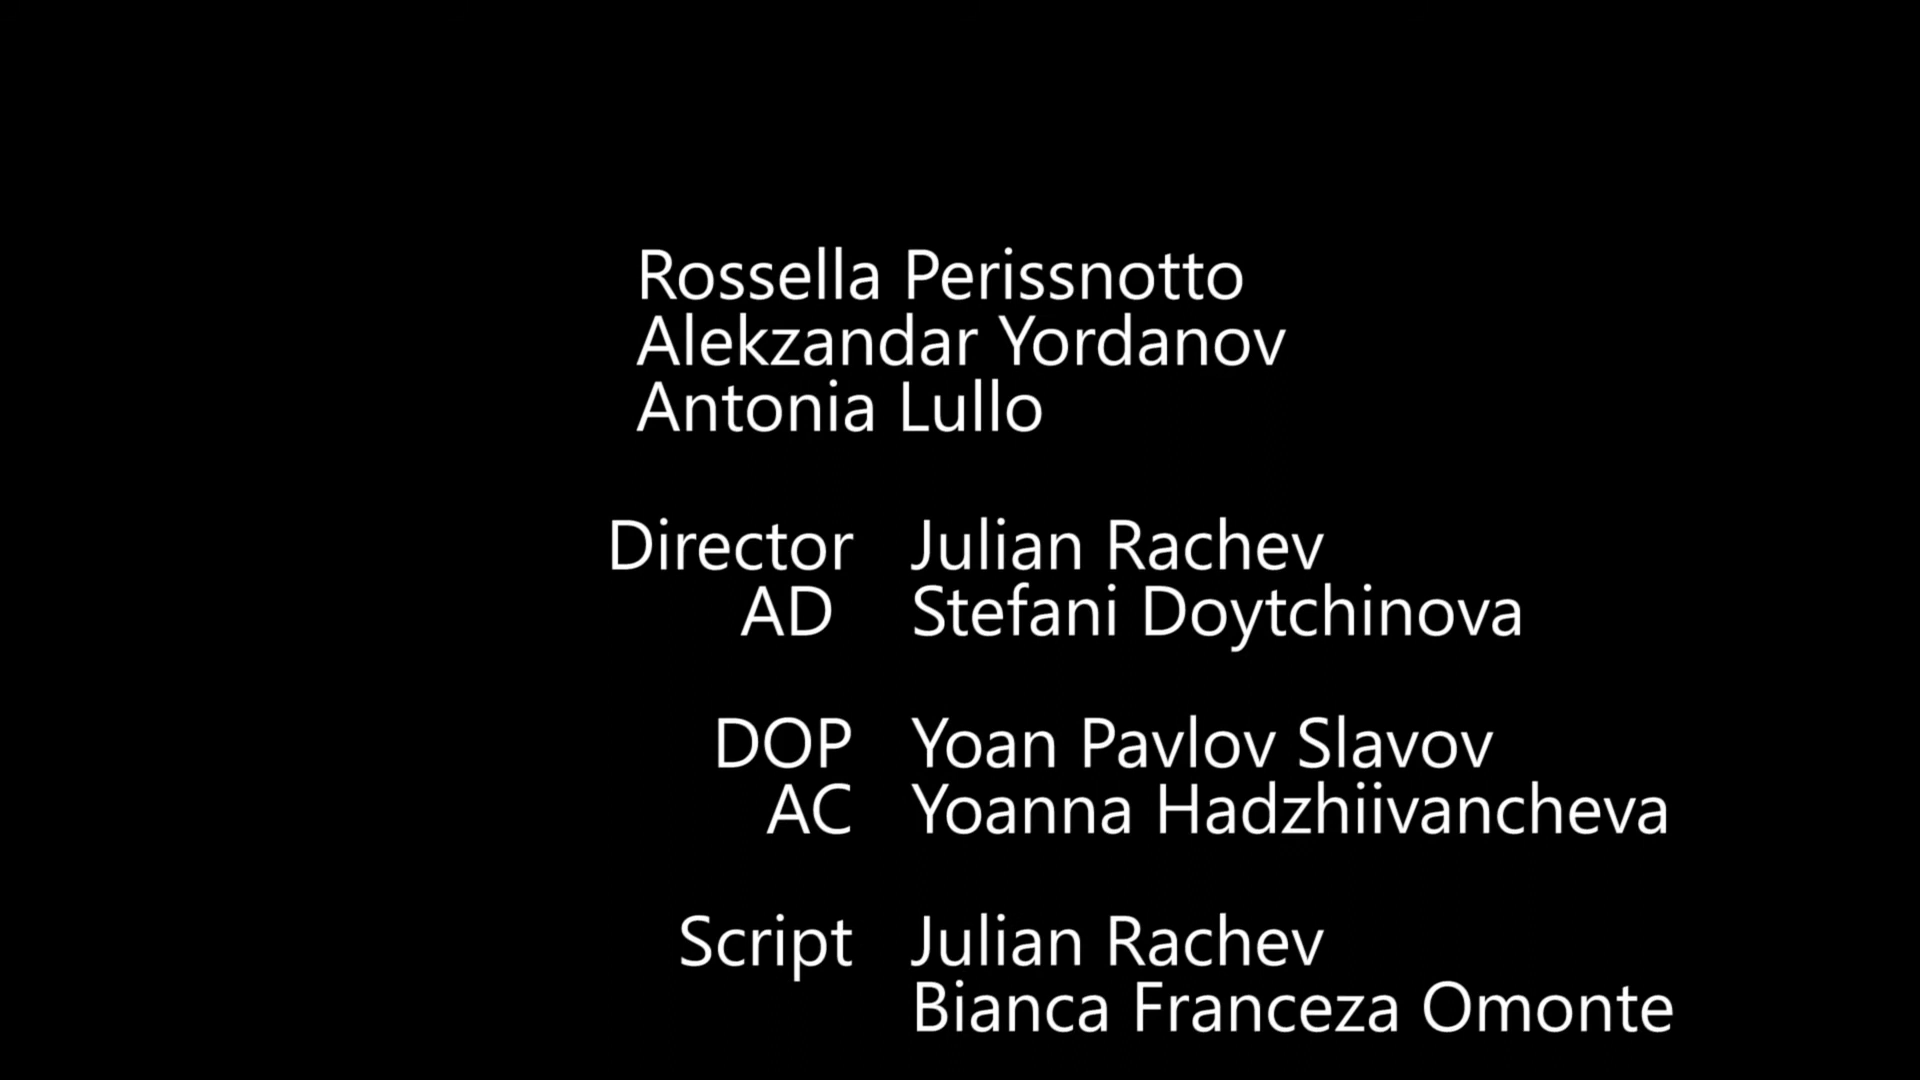 Rossella Perissnotto
Alekzandar Yordanov
Antonia Lullo
Director Julian Rachev
AD Stefani Doytchinova
DOP Yoan Pavlov Slavov
AC Yoanna Hadzhiivancheva
Script Julian Rachev
Bianca Franceza Omonte